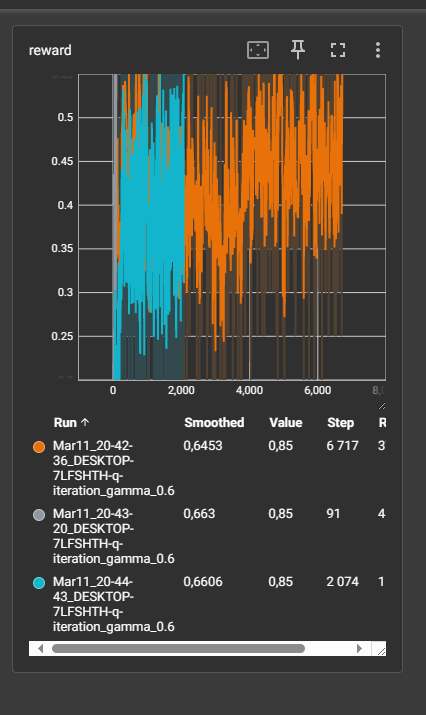 reward
0.5
0.45
0.4
0.35
0.3
0.25
0 2,000 4,000 6,000
Run ↑ Smoothed Value Step R
Mar11_20-42- 0,6453 0,85 6 717 3
36_DESKTOP-
7LFSHTH-q-
iteration_gamma_0.6
Mar11_20-43- 0,663 0,85 91 4
20_DESKTOP-
7LFSHTH-q-
iteration_gamma_0.6
Mar11_20-44- 0,6606 0,85 2 074 1
43_DESKTOP-
7LFSHTH-q-
iteration_gamma_0.6